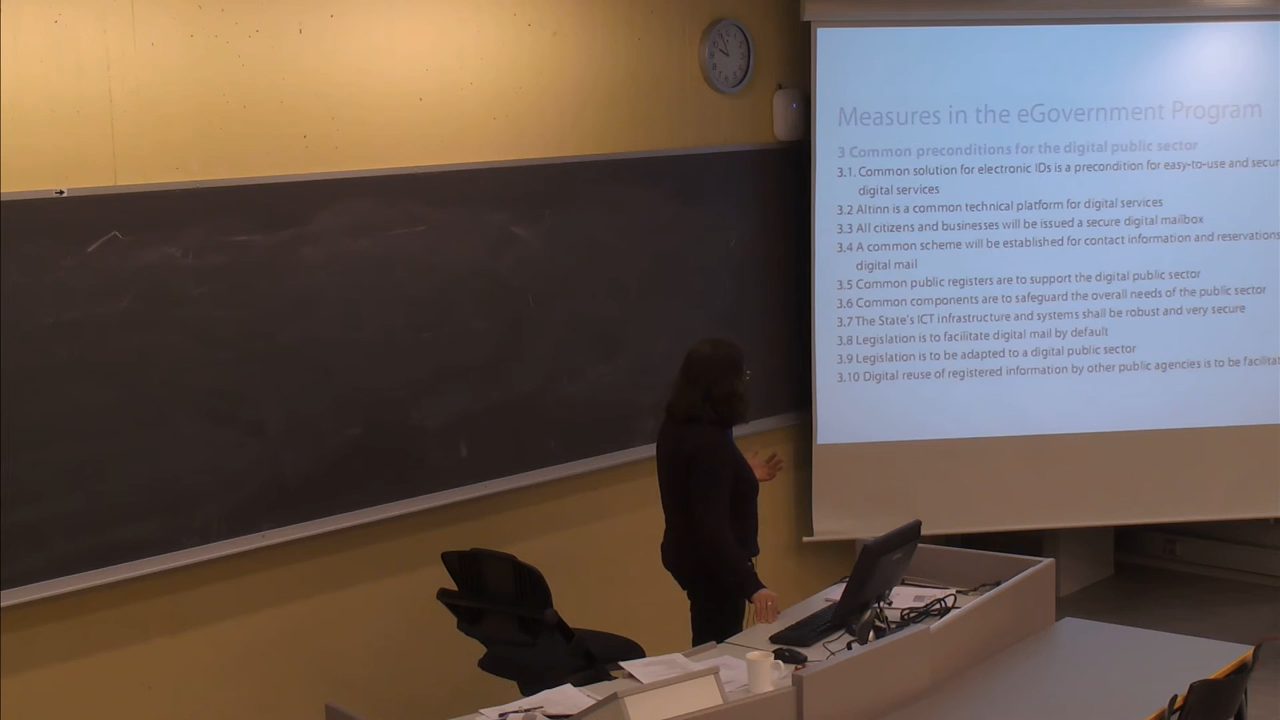 Measures in the eGovernment Program
3 Common preconditions for the digital public sector
3.1. Common solution for electronic IDs is a precondition for easy-to-use and secur
digital services
3.2 Altinn is a common technical platform for digital services
3.3 All citizens and businesses will be issued a secure digital mailbox
3.4 A common scheme will be established for contact information and reservations
digital mail
3.5 Common public registers are to support the digital public sector
3.6 Common components are to safeguard the overall needs of the public sector
3.7 The State's ICT infrastructure and systems shall be robust and very secure
3.8 Legislation is to facilitate digital mail by default
3.9 Legislation is to be adapted to a digital public sector
3.10 Digital reuse of registered information by other public agencies is to be facilitat